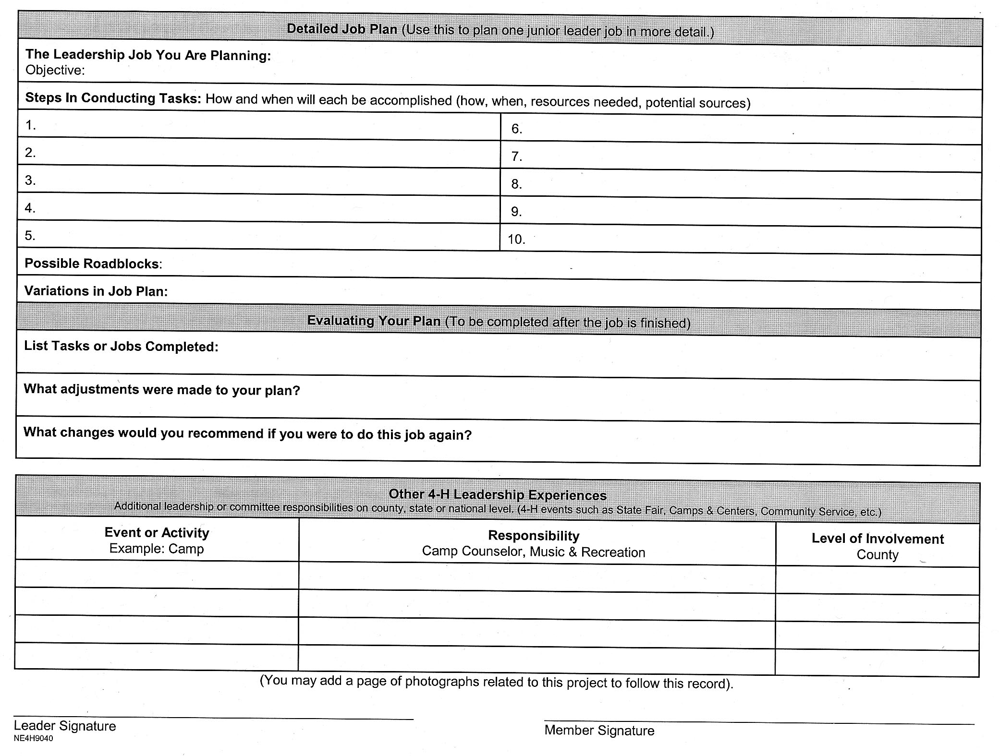 Detailed Job Plan (Use this to plan one junior leader job in more detail.)
The Leadership Job You Are Planning:
Objective:
Steps In Conducting Tasks: How and when will each be accomplished (how, when, resources needed, potential sources)
1.
6.
2.
7.
3.
8.
4.
9.
5.
10.
Possible Roadblocks:
Variations in Job Plan:
Evaluating Your Plan (To be completed after the job is finished)
List Tasks or Jobs Completed:
What adjustments were made to your plan?
What changes would you recommend if you were to do this job again?
Other 4-H Leadership Experiences
Additional leadership or committee responsibilities on county, state or national level. (4-H events such as State Fair, Camps & Centers, Community Service, etc.)
Event or Activity
Example: Camp
Responsibility
Camp Counselor, Music & Recreation
Level of Involvement
County
(You may add a page of photographs related to this project to follow this record).
Leader Signature
Member Signature
NE4H9040